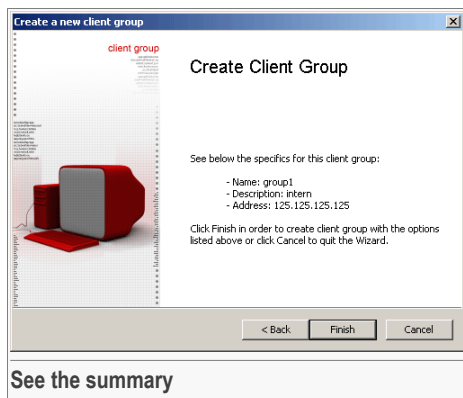 Create a new client group
client group
Create Client Group
See below the specifics for this client group:
- Name: group1
- Description: intern
- Address: 125.125.125.125
Click Finish in order to create client group with the options
listed above or click Cancel to quit the Wizard.
< Back
Finish
Cancel
See the summary